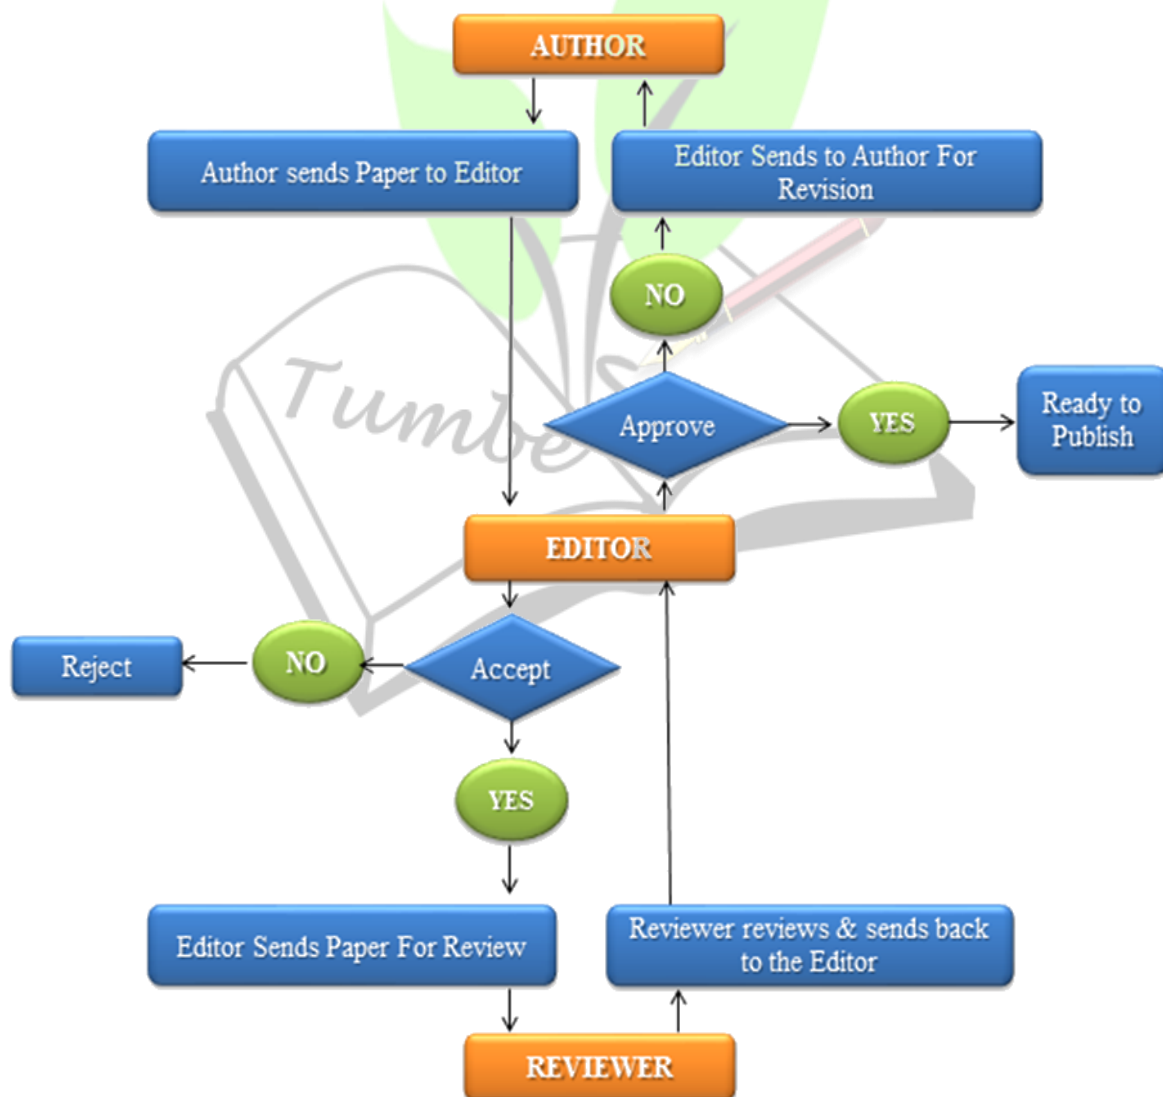 AUTHOR
Author sends Paper to Editor
Editor Sends to Author For
Revision
NO
Approve
YES
Ready to
Publish
EDITOR
Accept
NO
Reject
YES
Editor Sends Paper For Review
Reviewer reviews & sends back
to the Editor
REVIEWER